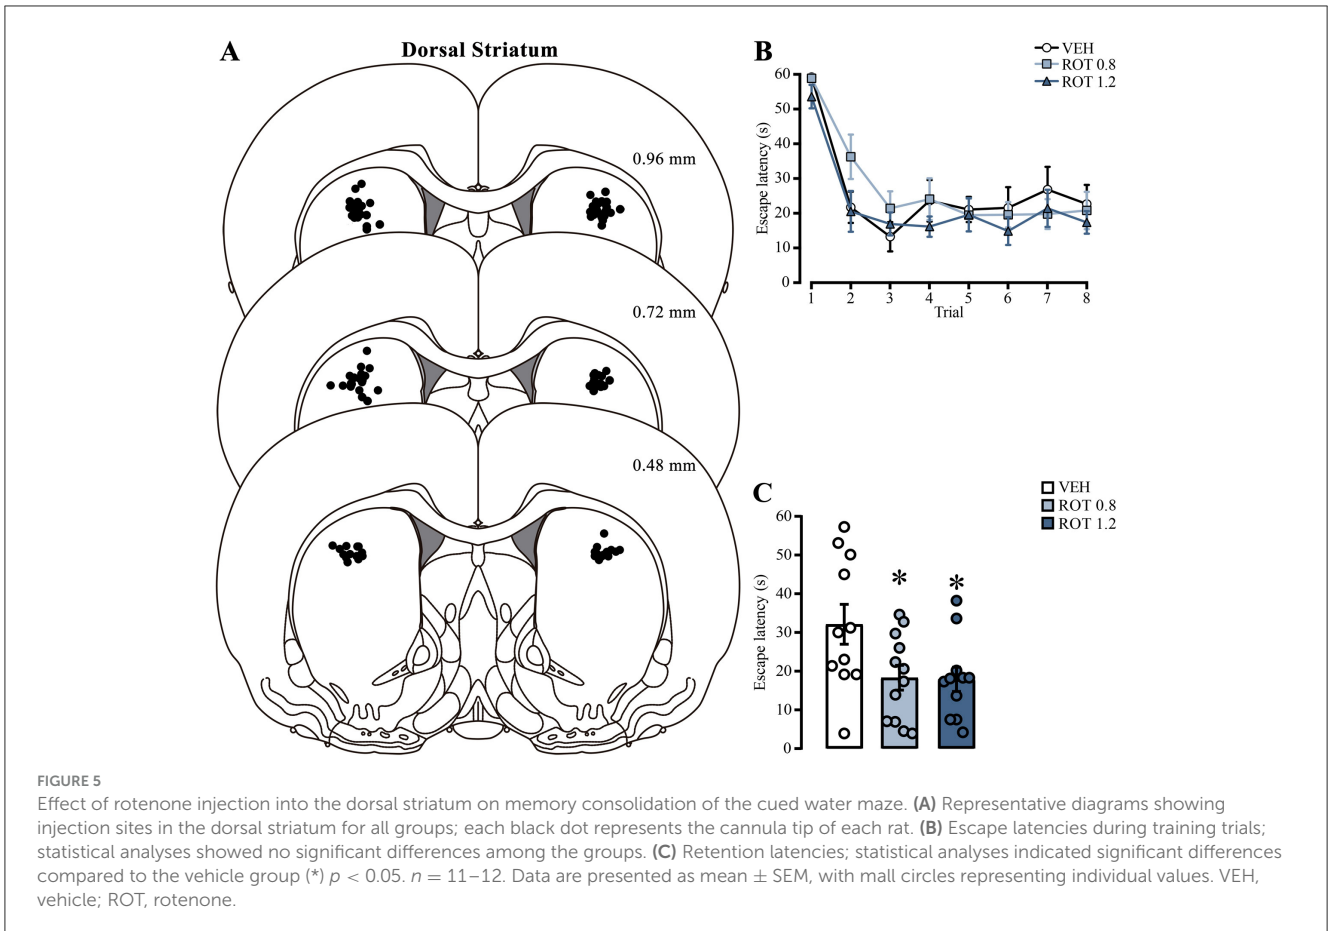 A
Dorsal Striatum
0.96 mm
0.72 mm
0.48 mm
B
VEH
ROT 0.8
ROT 1.2
Escape latency (s)
60
50
40
30
20
10
0
1 2 3 4 5 6 7 8
Trial
C
VEH
ROT 0.8
ROT 1.2
Escape latency (s)
60
50
40
30
20
10
0
* *
FIGURE 5
Effect of rotenone injection into the dorsal striatum on memory consolidation of the cued water maze. (A) Representative diagrams showing
injection sites in the dorsal striatum for all groups; each black dot represents the cannula tip of each rat. (B) Escape latencies during training trials;
statistical analyses showed no significant differences among the groups. (C) Retention latencies; statistical analyses indicated significant differences
compared to the vehicle group (*) p < 0.05. n = 11–12. Data are presented as mean ± SEM, with mall circles representing individual values. VEH,
vehicle; ROT, rotenone.